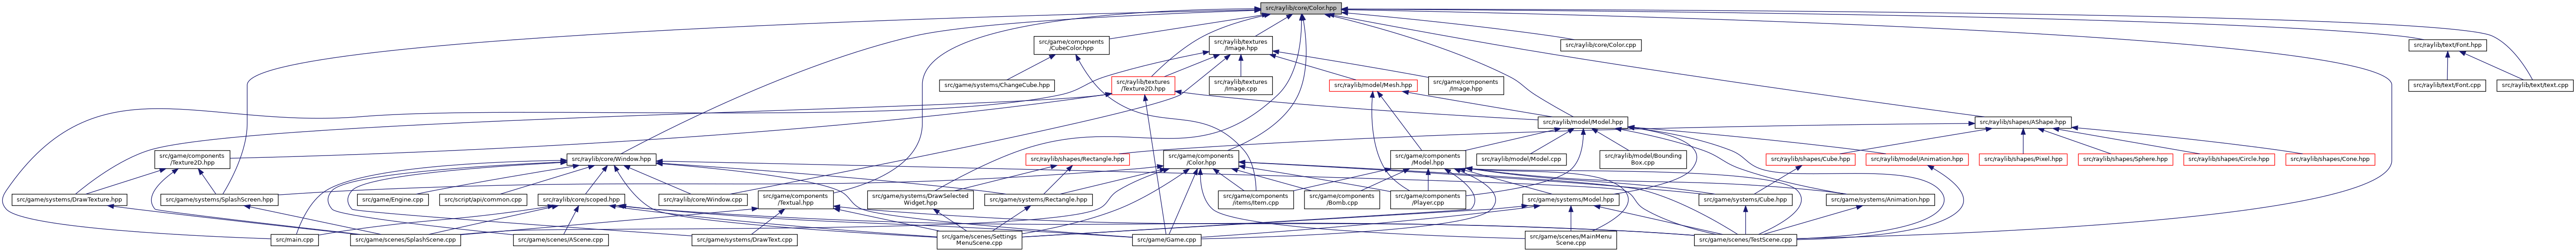 src/raylib/core/Color.hpp
src/game/components
/CubeColor.hpp
src/raylib/textures
/Image.hpp
src/raylib/core/Color.cpp
src/raylib/text/Font.hpp
src/game/systems/ChangeCube.hpp
src/raylib/textures
/Texture2D.hpp
src/raylib/textures
/Image.cpp
src/raylib/model/Mesh.hpp
src/game/components
/Image.hpp
src/raylib/text/Font.cpp
src/raylib/text/text.cpp
src/raylib/model/Model.hpp
src/raylib/shapes/AShape.hpp
src/game/components
/Texture2D.hpp
src/raylib/core/Window.hpp
src/raylib/shapes/Rectangle.hpp
src/game/components
/Color.hpp
src/game/components
/Model.hpp
src/raylib/model/Model.cpp
src/raylib/model/Bounding
Box.cpp
src/raylib/shapes/Cube.hpp
src/raylib/model/Animation.hpp
src/raylib/shapes/Pixel.hpp
src/raylib/shapes/Sphere.hpp
src/raylib/shapes/Circle.hpp
src/raylib/shapes/Cone.hpp
src/game/systems/DrawTexture.hpp
src/game/systems/SplashScreen.hpp
src/game/Engine.cpp
src/script/api/common.cpp
src/raylib/core/scoped.hpp
src/raylib/core/Window.cpp
src/game/components
/Textual.hpp
src/game/systems/DrawSelected
Widget.hpp
src/game/systems/Rectangle.hpp
src/game/components
/items/Item.cpp
src/game/components
/Bomb.cpp
src/game/components
/Player.cpp
src/game/systems/Model.hpp
src/game/systems/Cube.hpp
src/game/systems/Animation.hpp
src/main.cpp
src/game/scenes/SplashScene.cpp
src/game/scenes/AScene.cpp
src/game/systems/DrawText.cpp
src/game/scenes/Settings
MenuScene.cpp
src/game/Game.cpp
src/game/scenes/MainMenu
Scene.cpp
src/game/scenes/TestScene.cpp